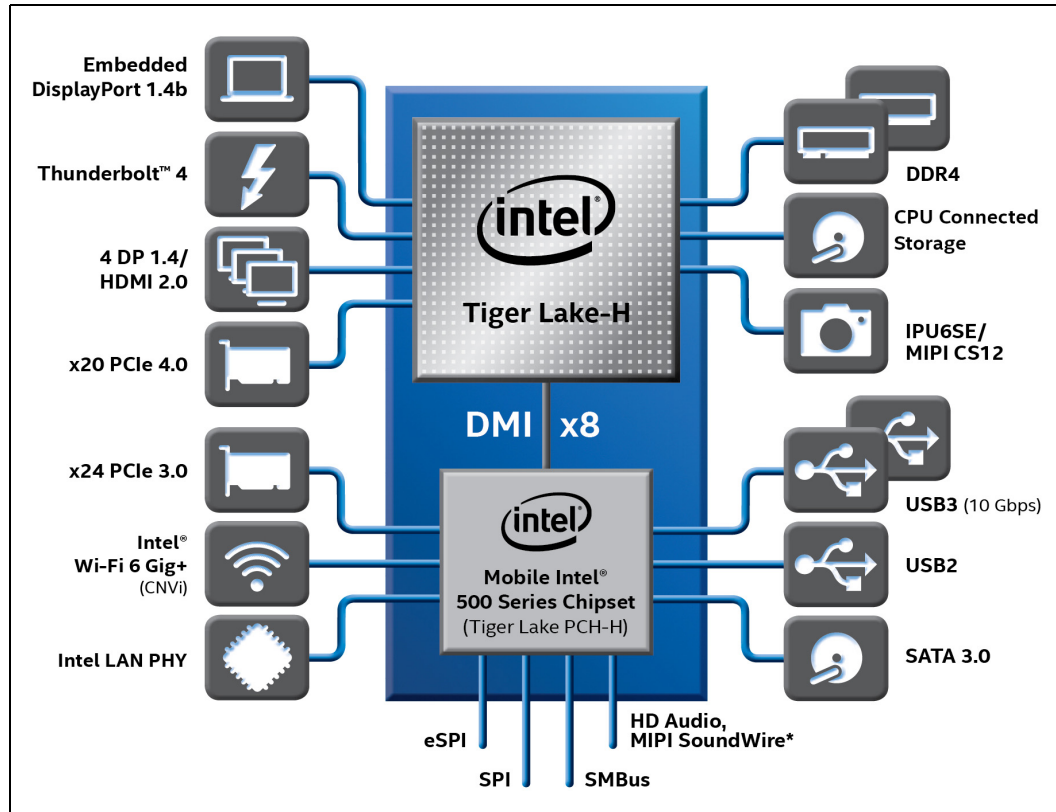 Embedded
DisplayPort 1.4b
Thunderbolt™ 4
4 DP 1.4/
HDMI 2.0
x20 PCIe 4.0
intel®
Tiger Lake-H
DDR4
CPU Connected
Storage
IPU6SE/
MIPI CS12
DMI x8
x24 PCIe 3.0
Intel®
Wi-Fi 6 Gig+
(CNVi)
Intel LAN PHY
intel®
Mobile Intel®
500 Series Chipset
(Tiger Lake PCH-H)
USB3 (10 Gbps)
USB2
SATA 3.0
eSPI
SPI
SMBus
HD Audio,
MIPI SoundWire*